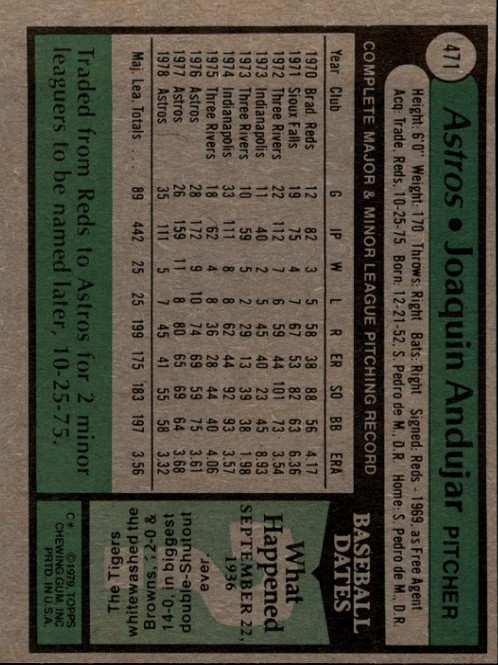 471
Astros • Joaquin Andujar PITCHER
Height: 6'0" Weight: 170 Throws: Right Bats: Right Signed: Reds - 1969, as Free Agent
Acq: Trade, Reds, 10-25-75 Born: 12-21-52, S. Pedro de M., D.R. Home: S. Pedro de M., D.R.
COMPLETE MAJOR & MINOR LEAGUE PITCHING RECORD
Year Club G IP W L R ER SO BB ERA
1970 Brad Reds 12 82 3 5 58 38 88 56 4.17
1971 Sioux Falls 19 75 4 7 67 53 82 63 6.36
1972 Three Rivers 22 112 7 6 59 44 101 73 3.54
1973 Indianapolis 11 40 2 5 45 40 23 45 8.93
1973 Three Rivers 10 59 5 2 29 13 39 38 1.98
1974 Indianapolis 33 111 8 8 62 44 92 93 3.57
1975 Three Rivers 18 62 4 8 36 28 44 40 4.06
1976 Astros 28 172 9 10 74 69 59 75 3.61
1977 Astros 26 159 11 8 80 65 69 64 3.68
1978 Astros 35 111 5 7 45 41 55 58 3.32
Maj. Lea. Totals . . . 89 442 25 25 199 175 183 197 3.56
BASEBALL
DATES
What
Happened
SEPTEMBER 22,
1936
The Tigers
whitewashed the
Browns; 2-0 &
14-0, in biggest
double-Shutout
ever
Traded from Reds to Astros for 2 minor
leaguers to be named later, 10-25-75.
C* ©1979 TOPPS
CHEWING GUM, INC
PRTD. IN U.S.A.